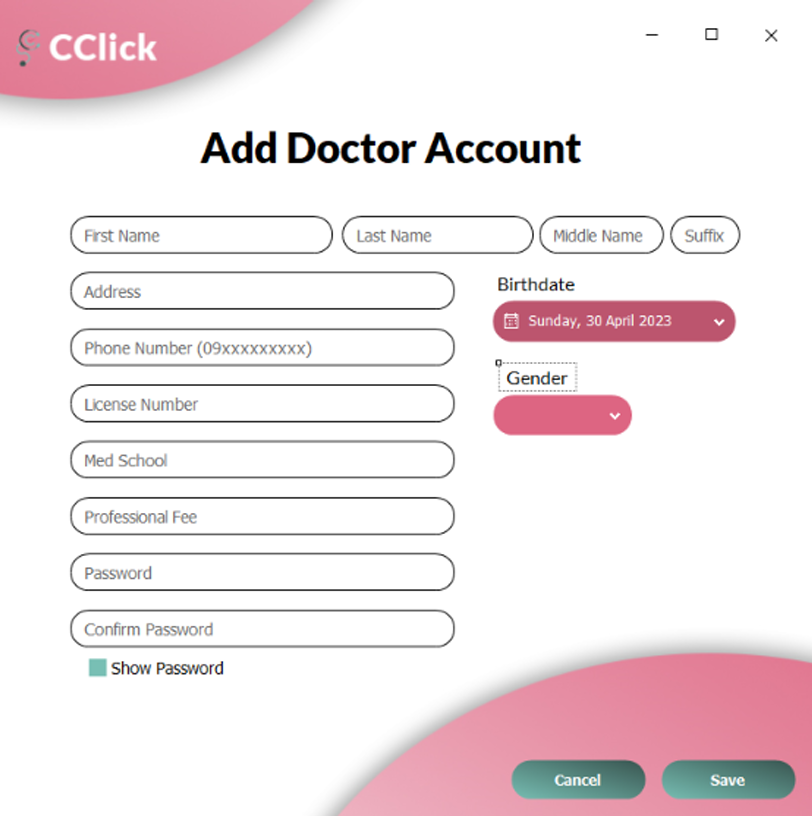 CClick
Add Doctor Account
First Name Last Name Middle Name Suffix
Address
Birthdate
Sunday, 30 April 2023
Phone Number (09xxxxxxxxx)
Gender
License Number
Med School
Professional Fee
Password
Confirm Password
Show Password
Cancel Save